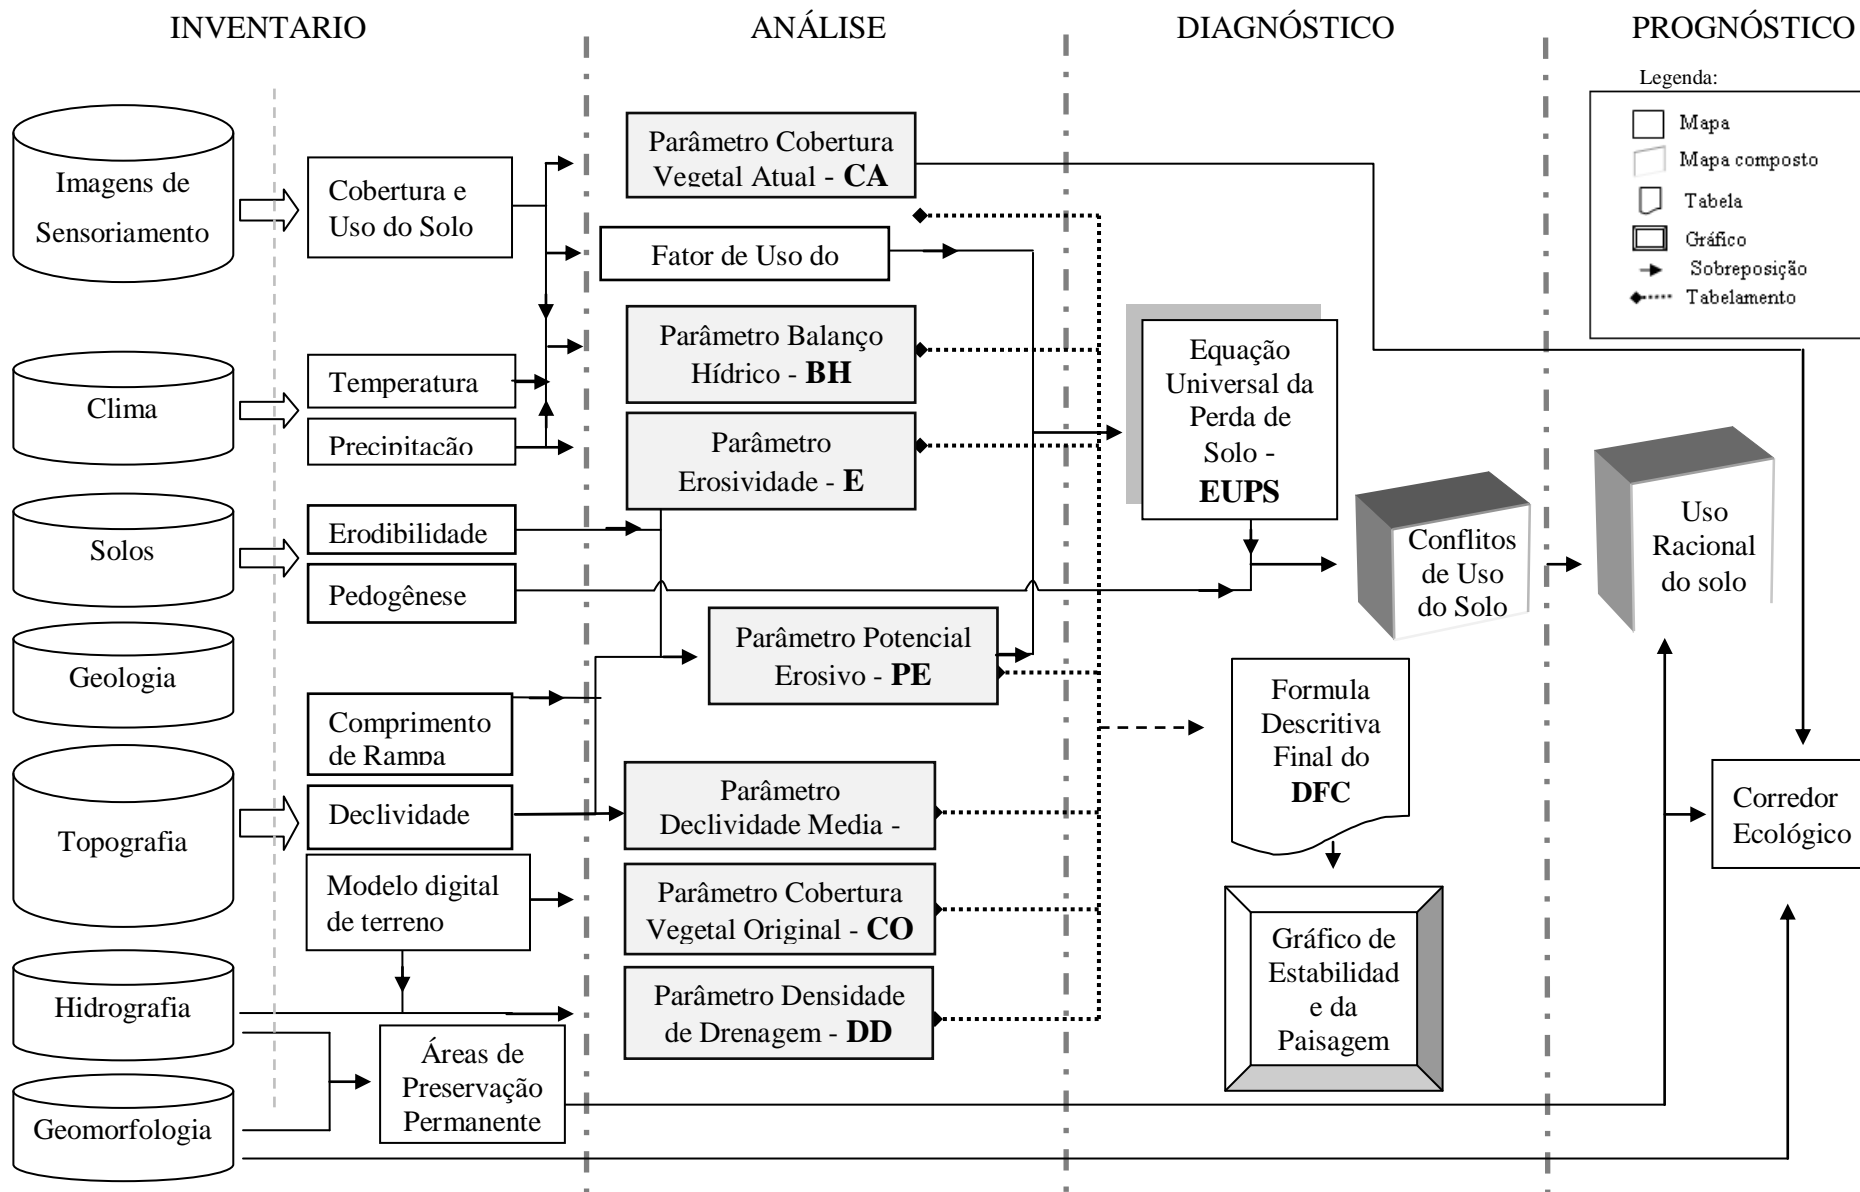 INVENTARIO
ANÁLISE
DIAGNÓSTICO
PROGNÓSTICO
Imagens de
Sensoriamento
Clima
Solos
Geologia
Topografia
Hidrografia
Geomorfologia
Cobertura e
Uso do Solo
Temperatura
Precipitação
Erodibilidade
Pedogênese
Comprimento
de Rampa
Declividade
Modelo digital
de terreno
Áreas de
Preservação
Permanente
Parâmetro Cobertura
Vegetal Atual - CA
Fator de Uso do
Parâmetro Balanço
Hídrico - BH
Parâmetro
Erosividade - E
Parâmetro Potencial
Erosivo - PE
Parâmetro
Declividade Media -
Parâmetro Cobertura
Vegetal Original - CO
Parâmetro Densidade
de Drenagem - DD
Equação
Universal da
Perda de
Solo -
EUPS
Conflitos
de Uso
do Solo
Formula
Descritiva
Final do
DFC
Gráfico de
Estabilidad
e da
Paisagem
Legenda:
Mapa
Mapa composto
Tabela
Gráfico
Sobreposição
Tabelamento
Uso
Racional
do solo
Corredor
Ecológico